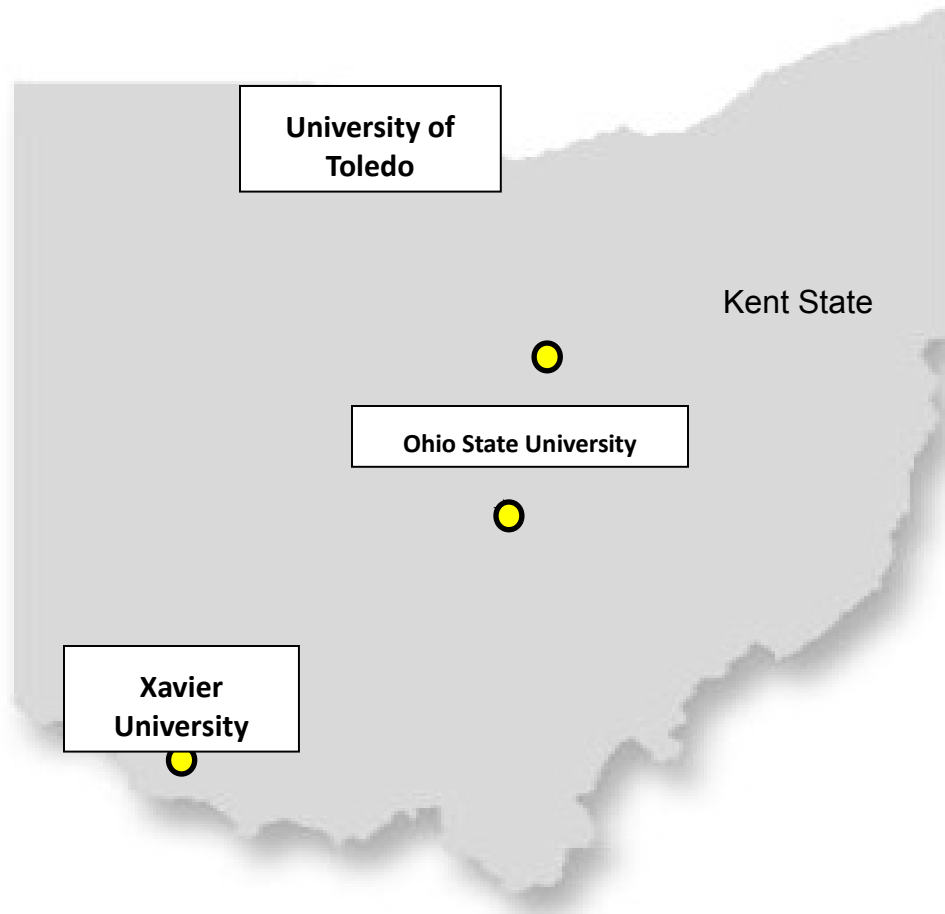 University of
Toledo
Kent State
Ohio State University
Xavier
University